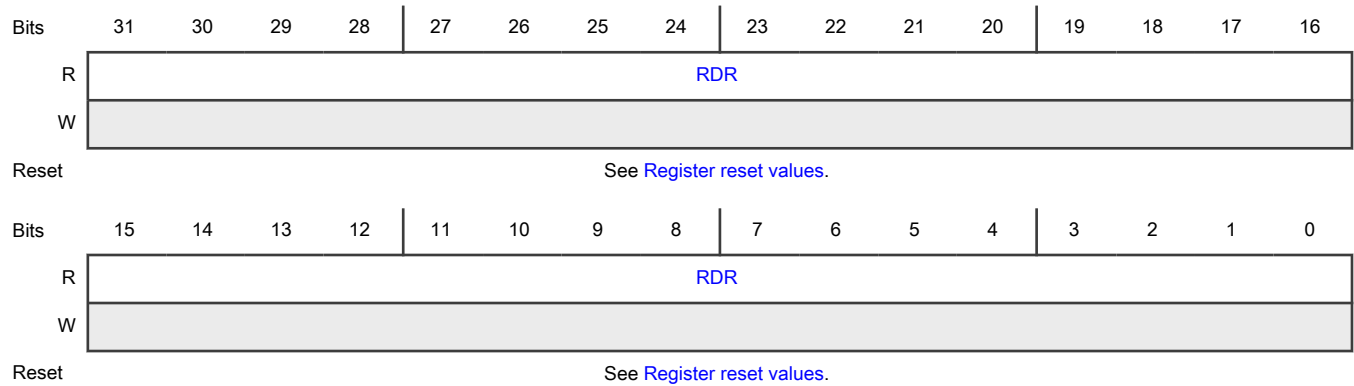 Bits 31 30 29 28 27 26 25 24 23 22 21 20 19 18 17 16
R RDR
W
Reset See Register reset values.
Bits 15 14 13 12 11 10 9 8 7 6 5 4 3 2 1 0
R RDR
W
Reset See Register reset values.